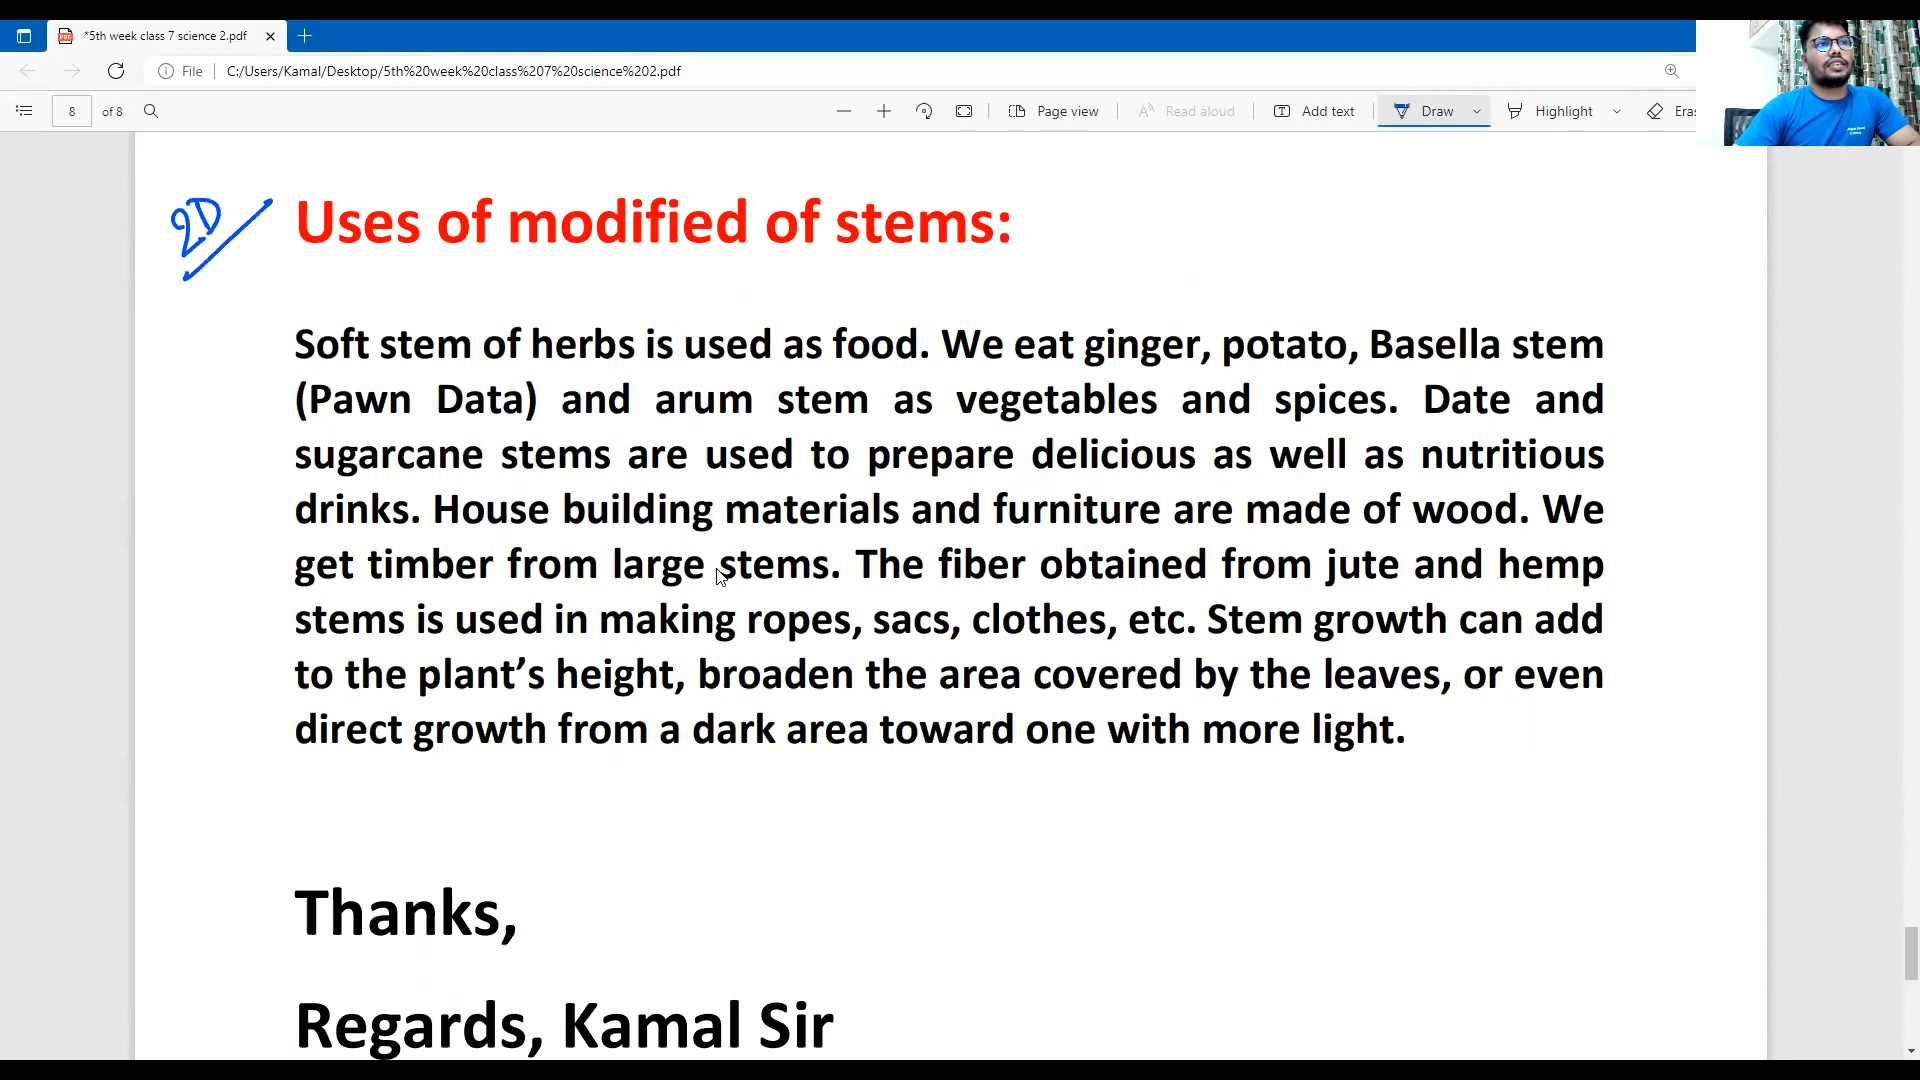 *5th week class 7 science 2.pdf
File
C:/Users/Kamal/Desktop/5th%20week%20class%207%20science%202.pdf
8 of 8
Page view
Read aloud
Add text
Draw
Highlight
2D
Uses of modified of stems:
Soft stem of herbs is used as food. We eat ginger, potato, Basella stem
(Pawn Data) and arum stem as vegetables and spices. Date and
sugarcane stems are used to prepare delicious as well as nutritious
drinks. House building materials and furniture are made of wood. We
get timber from large stems. The fiber obtained from jute and hemp
stems is used in making ropes, sacs, clothes, etc. Stem growth can add
to the plant’s height, broaden the area covered by the leaves, or even
direct growth from a dark area toward one with more light.
Thanks,
Regards, Kamal Sir